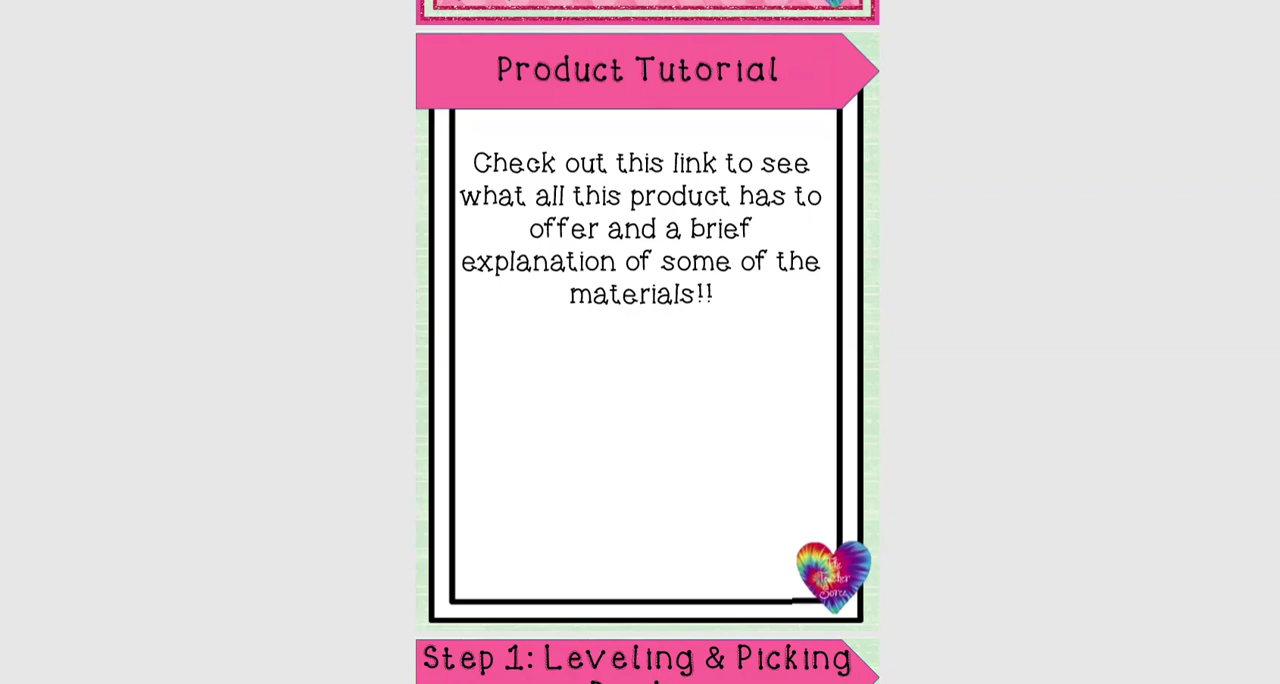 Product Tutorial
Check out this link to see
what all this product has to
offer and a brief
explanation of some of the
materials!!
Step 1: Leveling & Picking